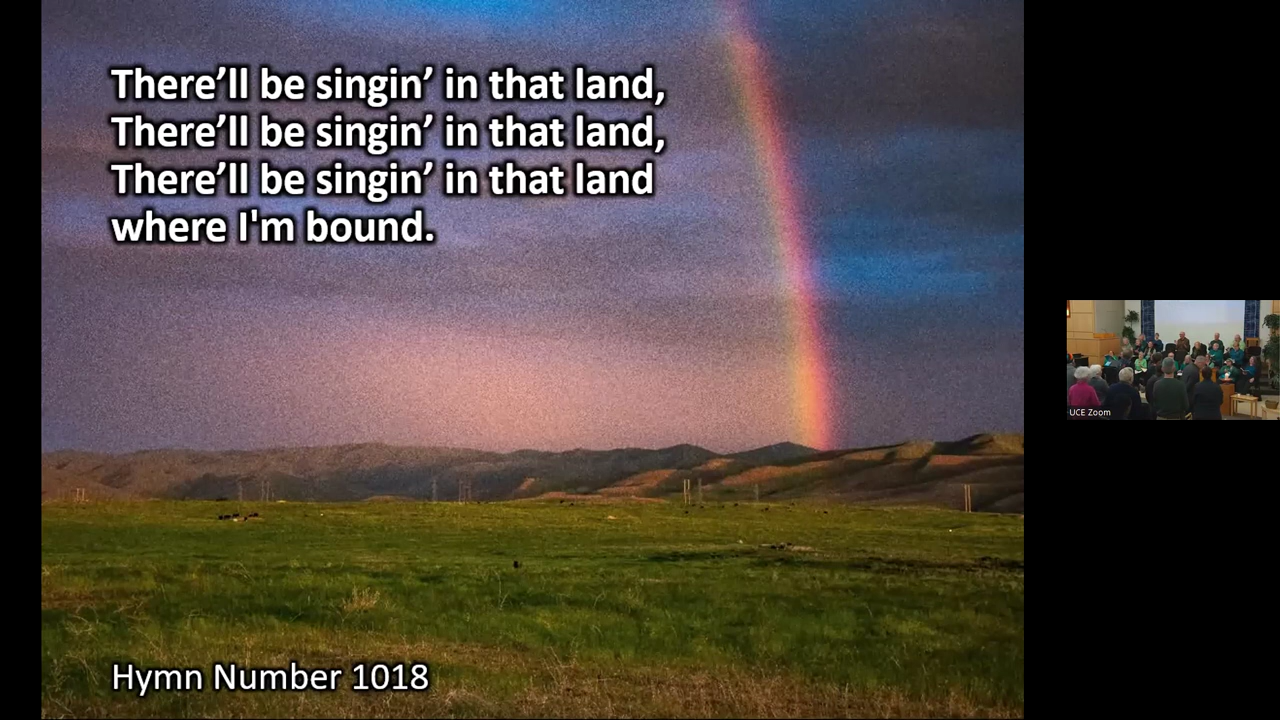 There’ll be singin’ in that land,
There’ll be singin’ in that land,
There’ll be singin’ in that land
where I'm bound.
Hymn Number 1018
UCE Zoom